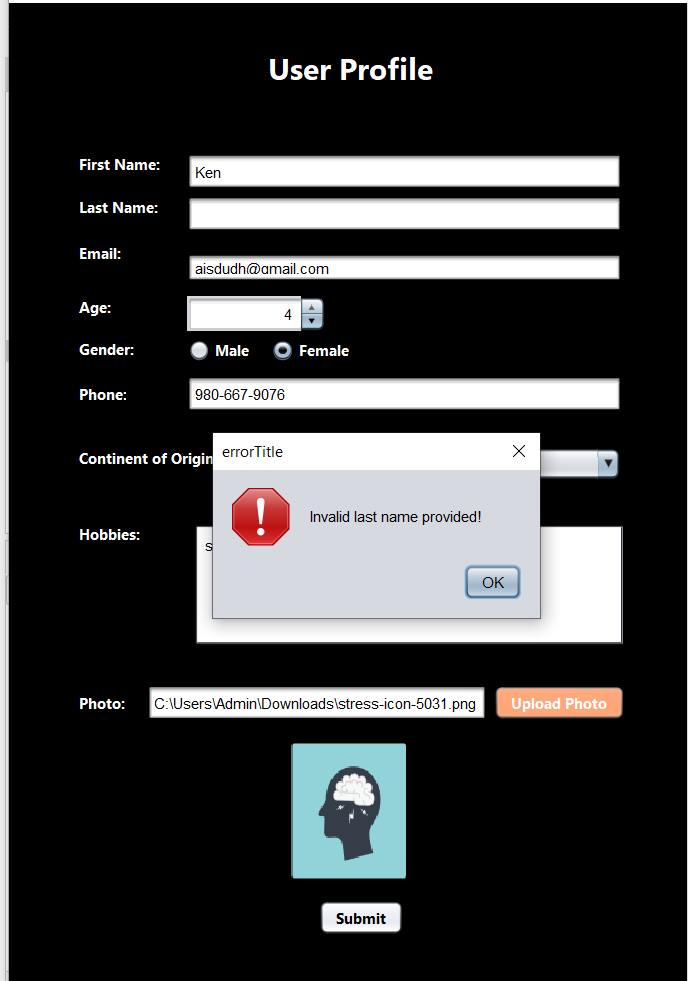 User Profile
First Name:
Ken
Last Name:
Email:
aisdudh@gmail.com
Age:
4
Gender:
Male
Female
Phone:
980-667-9076
Continent of Origin
errorTitle
Invalid last name provided!
OK
Hobbies:
s
Photo:
C:\Users\Admin\Downloads\stress-icon-5031.png
Upload Photo
Submit